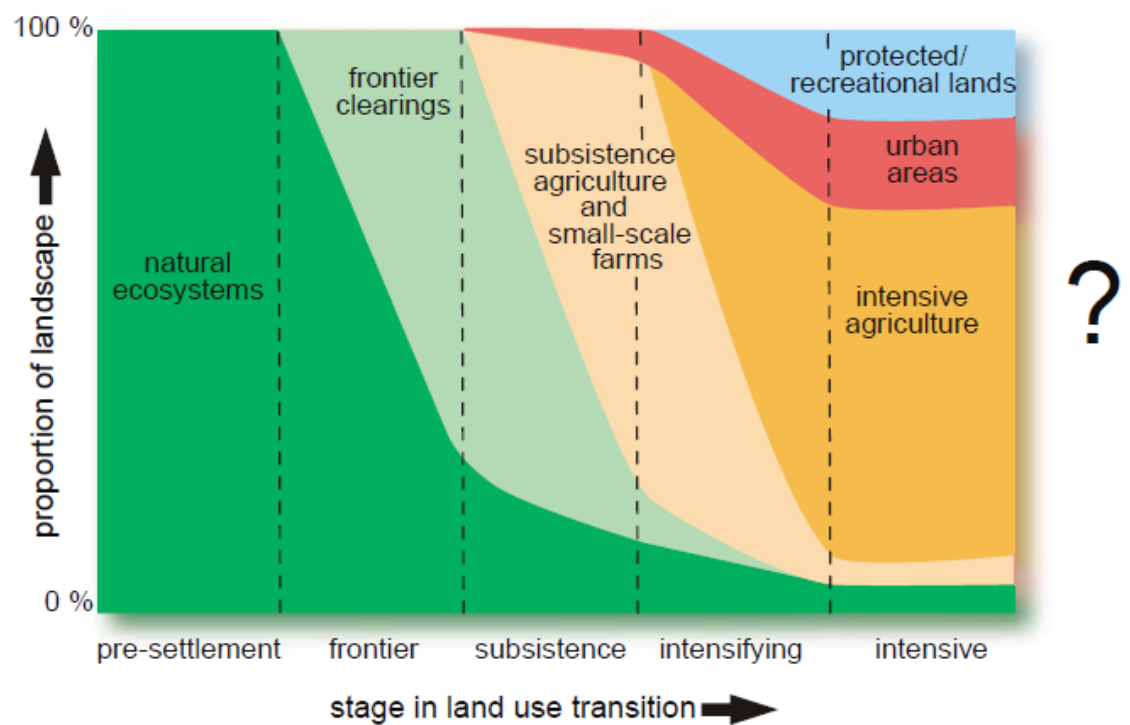 100 %
frontier
clearings
protected/
recreational lands
urban
areas
subsistence
agriculture
and
small-scale
farms
natural
ecosystems
intensive
agriculture
?
proportion of landscape
0 %
pre-settlement
frontier
subsistence
intensifying
intensive
stage in land use transition